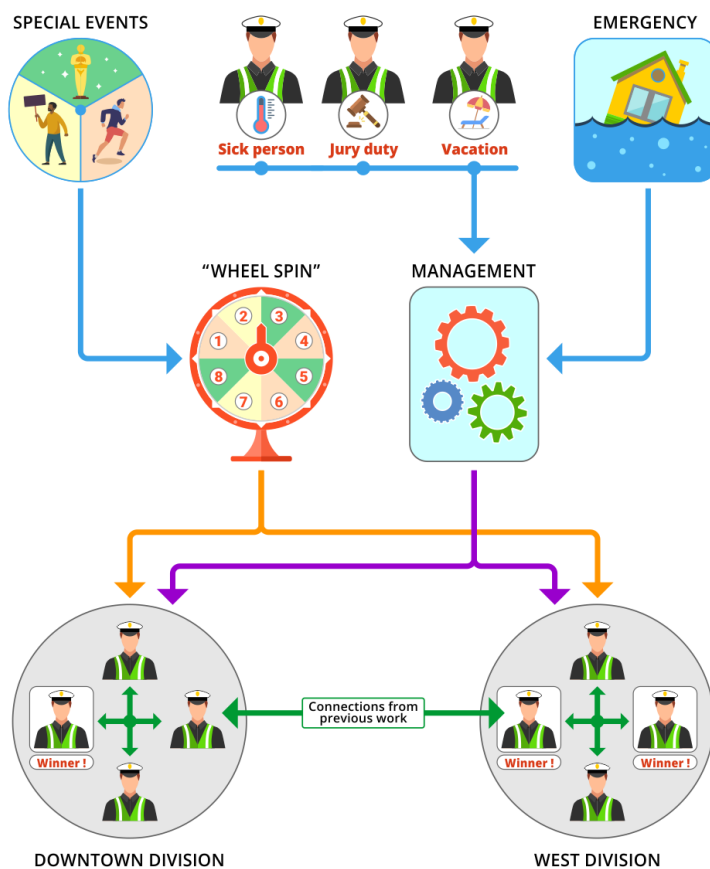 SPECIAL EVENTS
EMERGENCY
Sick person
Jury duty
Vacation
“WHEEL SPIN”
MANAGEMENT
1
2
3
4
5
6
7
8
Connections from
previous work
Winner !
Winner !
Winner !
DOWNTOWN DIVISION
WEST DIVISION